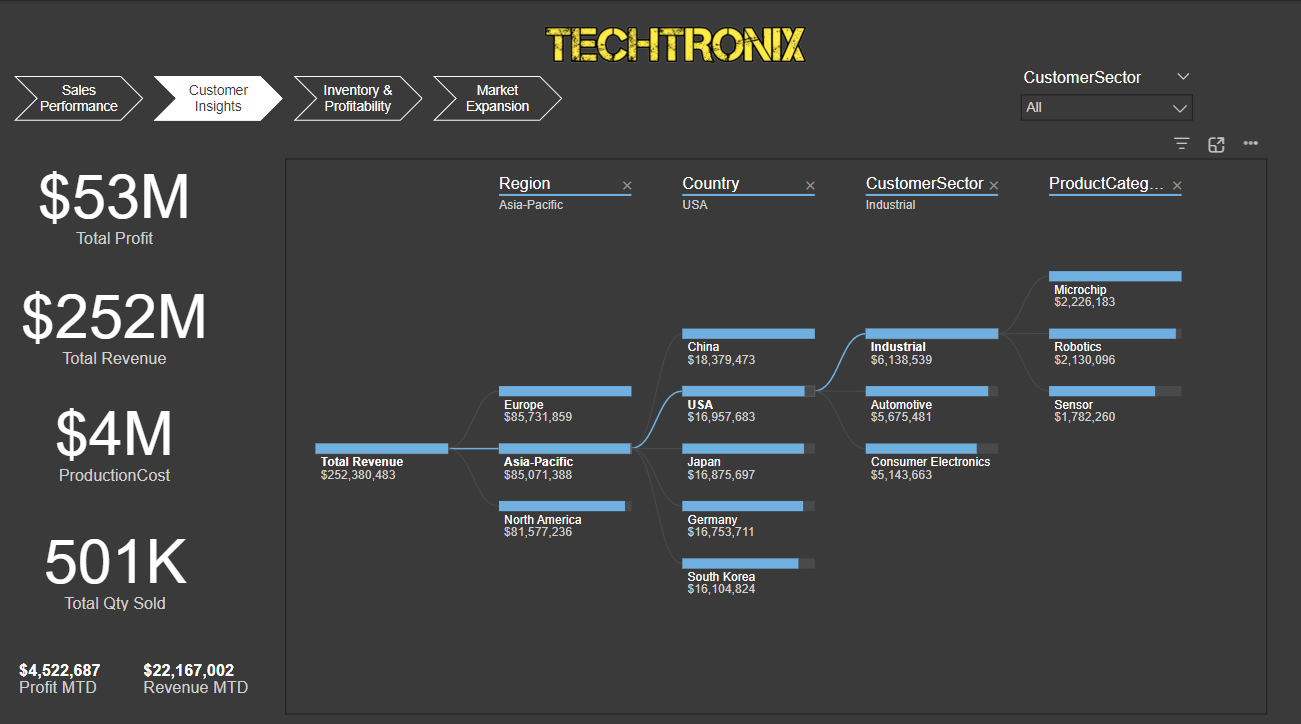 TECHTRONIX
Sales
Performance
Customer
Insights
Inventory &
Profitability
Market
Expansion
CustomerSector
All
$53M
Total Profit
$252M
Total Revenue
$4M
ProductionCost
501K
Total Qty Sold
$4,522,687
Profit MTD
$22,167,002
Revenue MTD
Region
Asia-Pacific
Country
USA
CustomerSector
Industrial
ProductCateg...
Total Revenue
$252,380,483
Europe
$85,731,859
Asia-Pacific
$85,071,388
North America
$81,577,236
China
$18,379,473
USA
$16,957,683
Japan
$16,875,697
Germany
$16,753,711
South Korea
$16,104,824
Industrial
$6,138,539
Automotive
$5,675,481
Consumer Electronics
$5,143,663
Microchip
$2,226,183
Robotics
$2,130,096
Sensor
$1,782,260